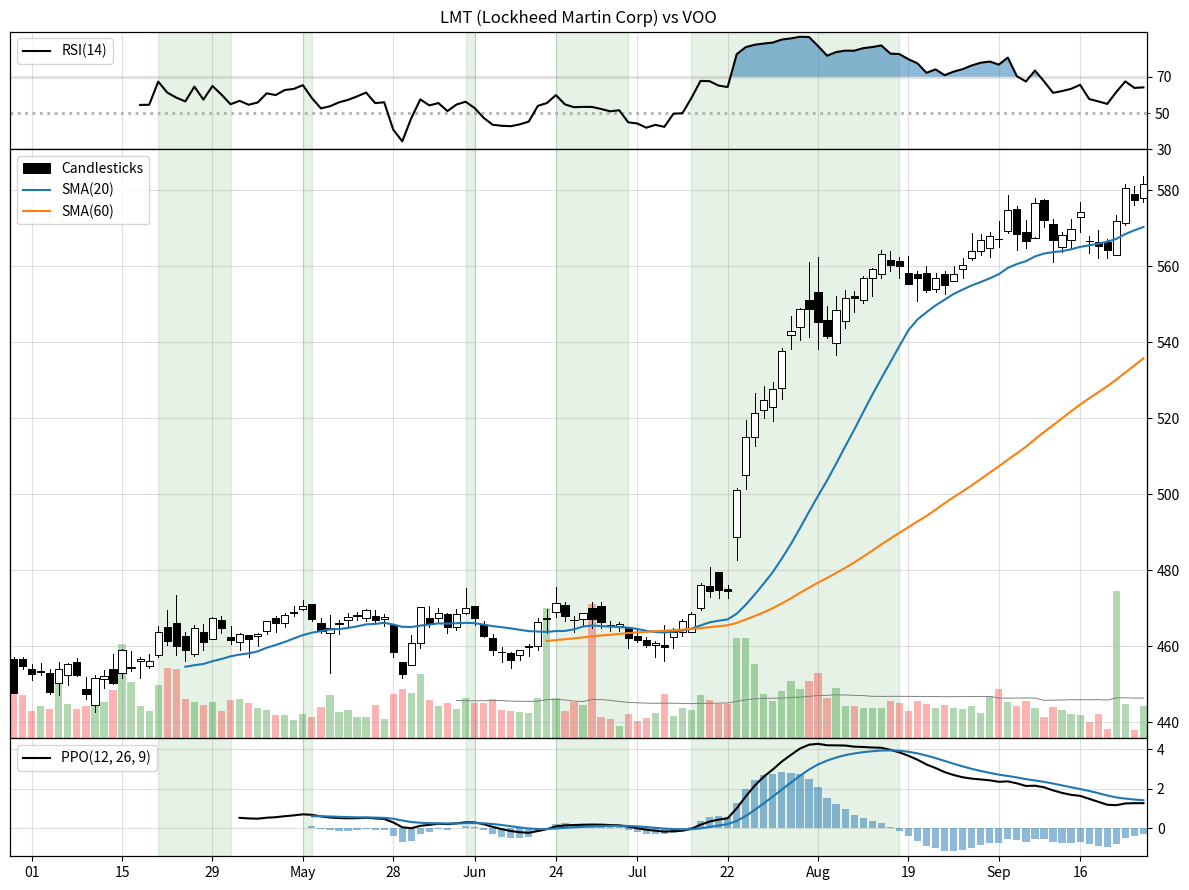 LMT (Lockheed Martin Corp) vs VOO
RSI(14)
70
50
30
Candlesticks
SMA(20)
SMA(60)
580
560
540
520
500
480
460
440
PPO(12, 26, 9)
4
2
0
01 15 29 May 28 Jun 24 Jul 22 Aug 19 Sep 16